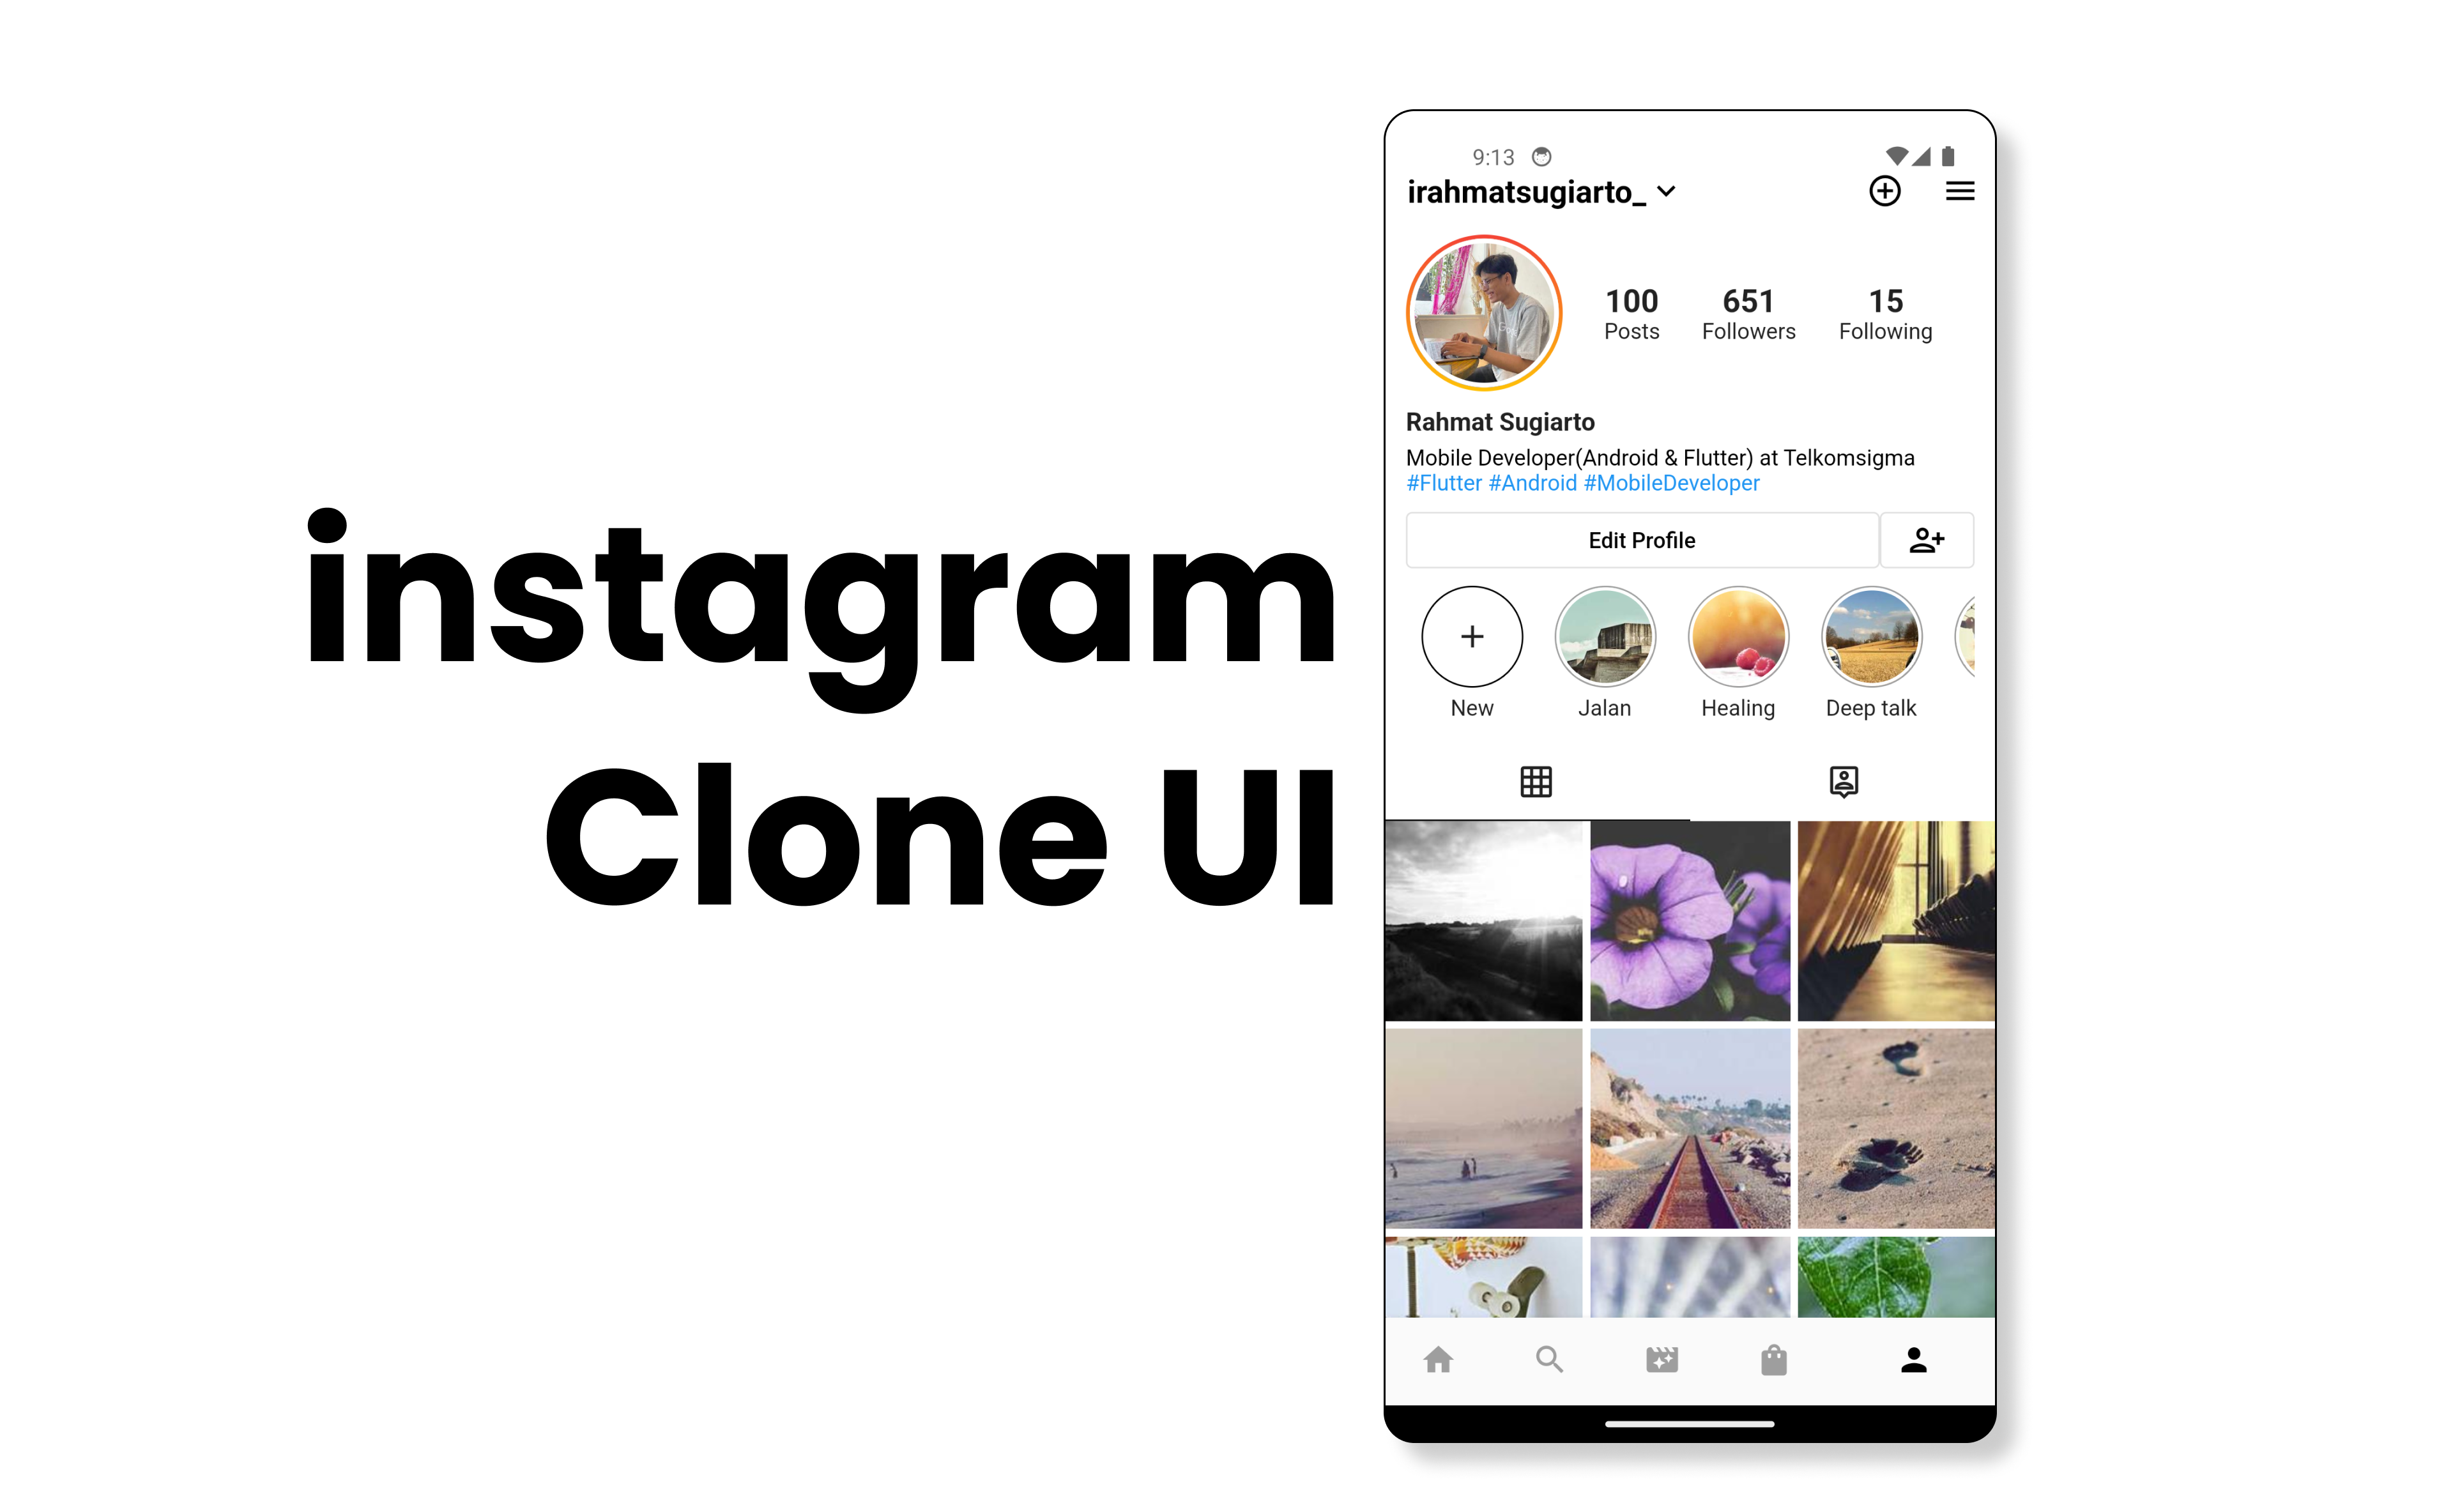 instagram
Clone UI
9:13
irahmatsugiarto_
100 651 15
Posts Followers Following
Rahmat Sugiarto
Mobile Developer(Android & Flutter) at Telkomsigma
#Flutter #Android #MobileDeveloper
Edit Profile
New Jalan Healing Deep talk